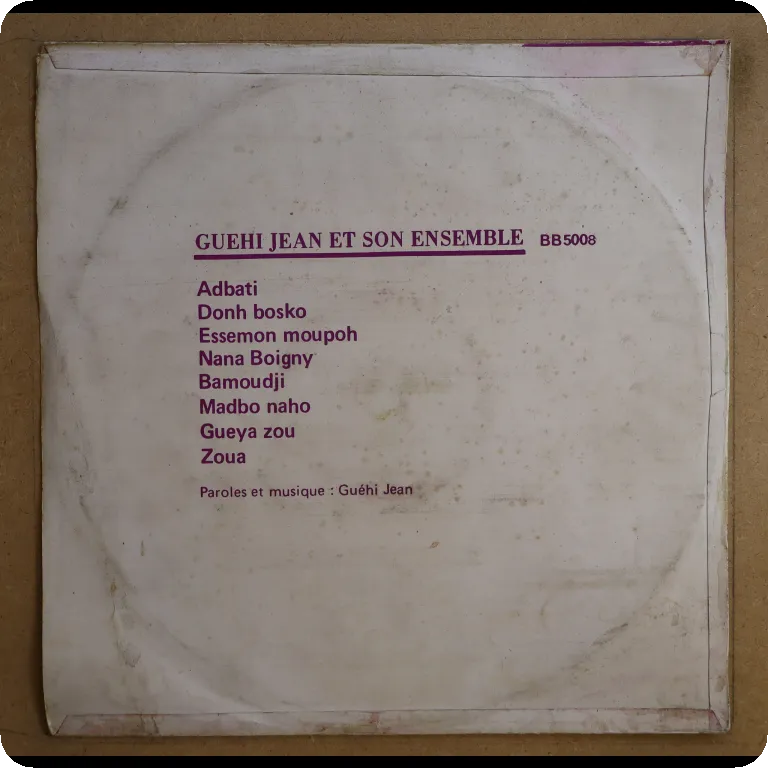 GUEHI JEAN ET SON ENSEMBLE BB5008
Adbati
Donh bosko
Essemon moupoh
Nana Boigny
Bamoudji
Madbo naho
Gueya zou
Zoua
Paroles et musique : Guéhi Jean